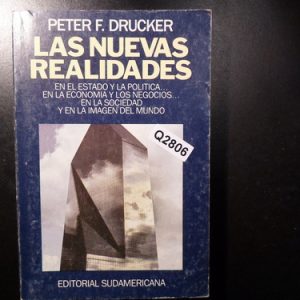 PETER F. DRUCKER
LAS NUEVAS
REALIDADES
EN EL ESTADO Y LA POLITICA...
EN LA ECONOMIA Y LOS NEGOCIOS...
EN LA SOCIEDAD
Y EN LA IMAGEN DEL MUNDO
Q2806
EDITORIAL SUDAMERICANA